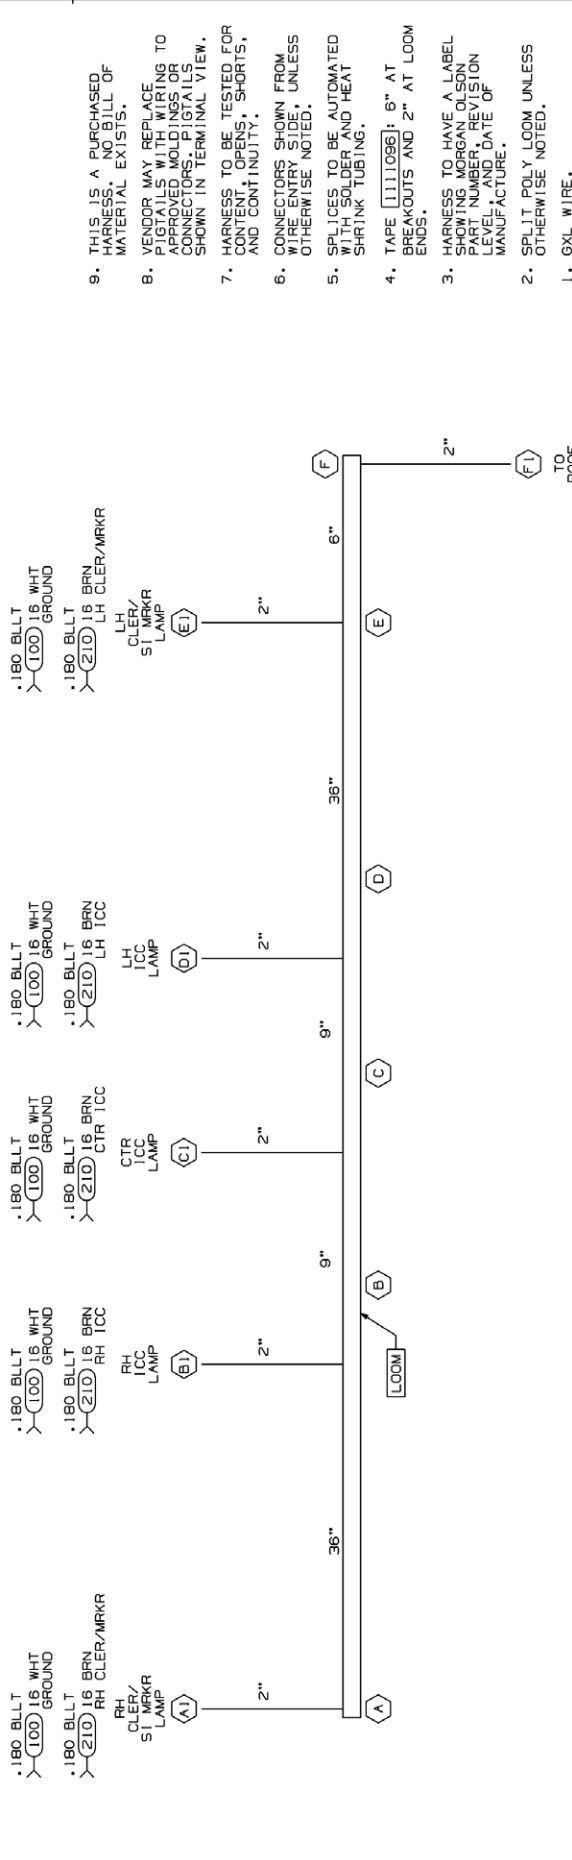 .180 BLLT
100 16 WHT
GROUND
.180 BLLT
210 16 BRN
RH CLER/MRKR
RH
CLER/
SI MRKR
LAMP
A1
2"
A
36"
.180 BLLT
100 16 WHT
GROUND
.180 BLLT
210 16 BRN
RH ICC
RH
ICC
LAMP
B1
2"
LOOM
B
9"
.180 BLLT
100 16 WHT
GROUND
.180 BLLT
210 16 BRN
CTR ICC
CTR
ICC
LAMP
C1
2"
C
9"
.180 BLLT
100 16 WHT
GROUND
.180 BLLT
210 16 BRN
LH ICC
LH
ICC
LAMP
D1
2"
D
36"
.180 BLLT
100 16 WHT
GROUND
.180 BLLT
210 16 BRN
LH CLER/MRKR
LH
CLER/
SI MRKR
LAMP
E1
2"
E
6"
F
2"
F1
TO
9. THIS IS A PURCHASED
HARNESS. NO BILL OF
MATERIAL EXISTS.
8. VENDOR MAY REPLACE
PIGTAILS WITH WIRING TO
APPROVED MOLDINGS OR
CONNECTORS. PIGTAILS
SHOWN IN TERMINAL VIEW.
7. HARNESS TO BE TESTED FOR
CONTENT, OPENS, SHORTS,
AND CONTINUITY.
6. CONNECTORS SHOWN FROM
WIRE ENTRY SIDE, UNLESS
OTHERWISE NOTED.
5. SPLICES TO BE AUTOMATED
WITH SOLDER AND HEAT
SHRINK TUBING.
4. TAPE 1111096: 6" AT
BREAKOUTS AND 2" AT LOOM
ENDS.
3. HARNESS TO HAVE A LABEL
SHOWING MORGAN OLSON
PART NUMBER, REVISION
LEVEL, AND DATE OF
MANUFACTURE.
2. SPLIT POLY LOOM UNLESS
OTHERWISE NOTED.
1. GXL WIRE.